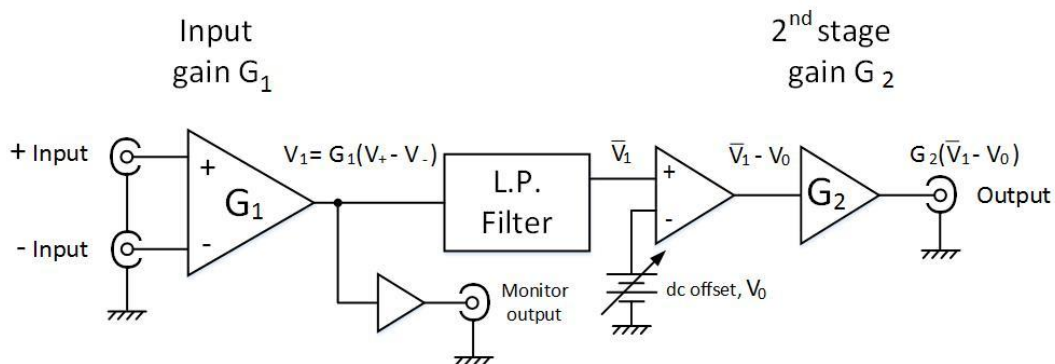 Input
gain G₁
2ⁿᵈ stage
gain G ₂
+ Input
- Input
+
-
G₁
V₁= G₁(V₊- V₋)
L.P.
Filter
V̅₁
+
-
V̅₁ - V₀
G₂
G₂(V̅₁- V₀)
Output
Monitor
output
dc offset, V₀